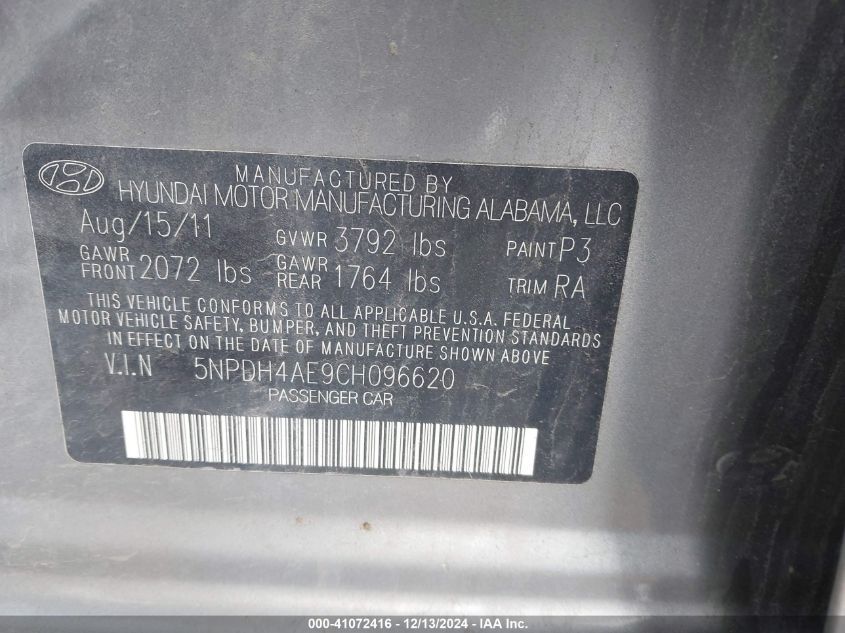 MANUFACTURED BY
HYUNDAI MOTOR MANUFACTURING ALABAMA, LLC
Aug/15/11 GVWR 3792 lbs PAINT P3
GAWR FRONT 2072 lbs GAWR REAR 1764 lbs TRIM RA
THIS VEHICLE CONFORMS TO ALL APPLICABLE U.S.A. FEDERAL
MOTOR VEHICLE SAFETY, BUMPER, AND THEFT PREVENTION STANDARDS
IN EFFECT ON THE DATE OF MANUFACTURE SHOWN ABOVE.
V.I.N 5NPDH4AE9CH096620
PASSENGER CAR
000-41072416 - 12/13/2024 - IAA Inc.